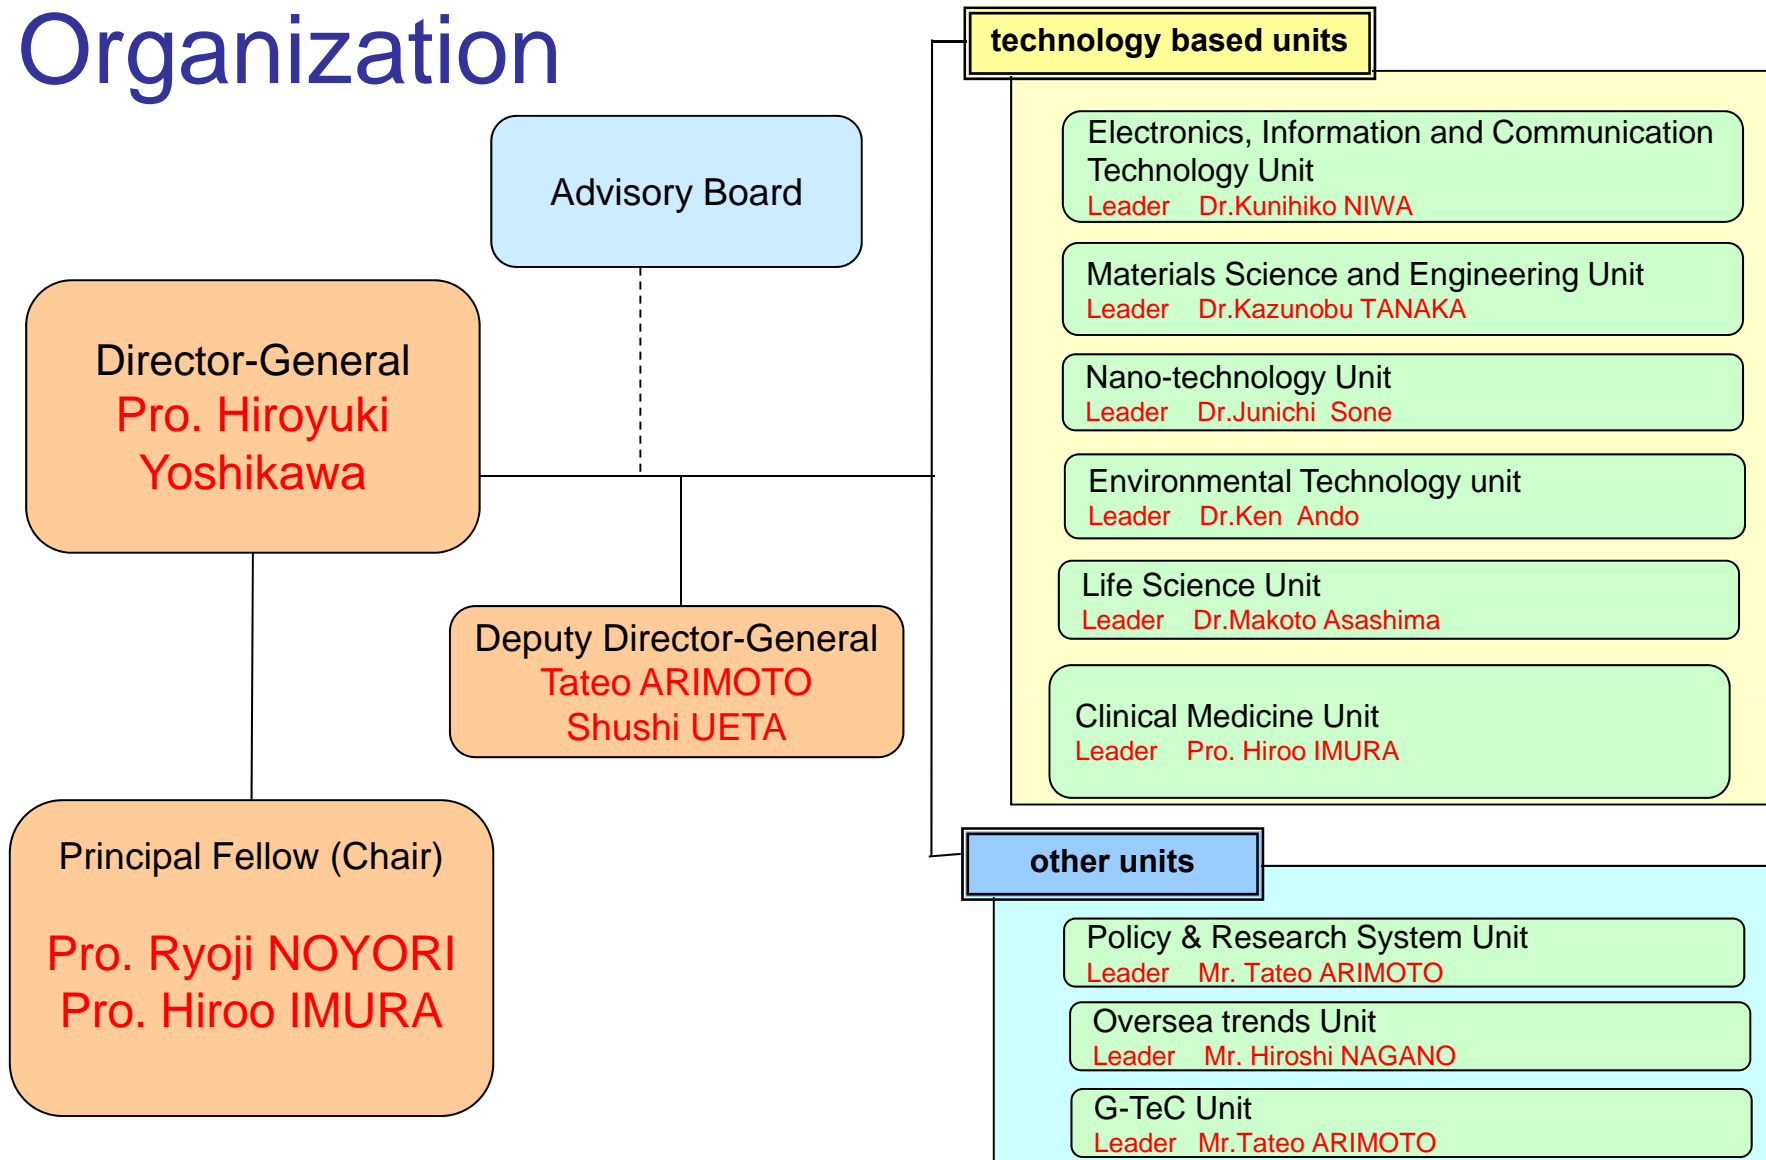 Organization
Advisory Board
Director-General
Pro. Hiroyuki
Yoshikawa
Deputy Director-General
Tateo ARIMOTO
Shushi UETA
Principal Fellow (Chair)
Pro. Ryoji NOYORI
Pro. Hiroo IMURA
technology based units
Electronics, Information and Communication
Technology Unit
Leader Dr.Kunihiko NIWA
Materials Science and Engineering Unit
Leader Dr.Kazunobu TANAKA
Nano-technology Unit
Leader Dr.Junichi Sone
Environmental Technology unit
Leader Dr.Ken Ando
Life Science Unit
Leader Dr.Makoto Asashima
Clinical Medicine Unit
Leader Pro. Hiroo IMURA
other units
Policy & Research System Unit
Leader Mr. Tateo ARIMOTO
Oversea trends Unit
Leader Mr. Hiroshi NAGANO
G-TeC Unit
Leader Mr.Tateo ARIMOTO